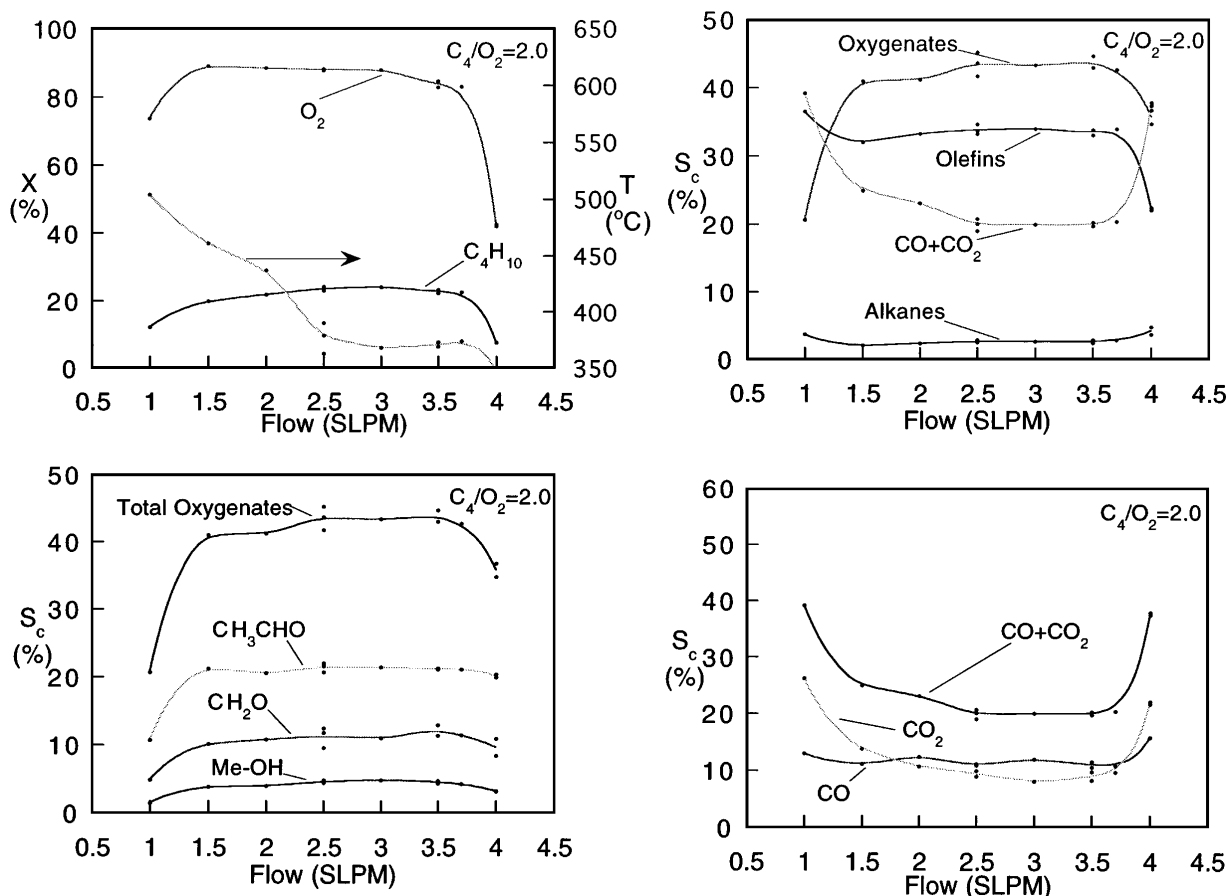 C4/O2=2.0
100
80
60
40
20
0
X
(%)
650
600
550
500
450
400
350
T
(°C)
O2
C4H10
0.5 1 1.5 2 2.5 3 3.5 4 4.5
Flow (SLPM)
50
40
30
20
10
0
Sc
(%)
Oxygenates
C4/O2=2.0
Olefins
CO+CO2
Alkanes
0.5 1 1.5 2 2.5 3 3.5 4 4.5
Flow (SLPM)
50
40
30
20
10
0
Sc
(%)
Total Oxygenates
C4/O2=2.0
CH3CHO
CH2O
Me-OH
0.5 1 1.5 2 2.5 3 3.5 4 4.5
Flow (SLPM)
60
50
40
30
20
10
0
Sc
(%)
C4/O2=2.0
CO+CO2
CO2
CO
0.5 1 1.5 2 2.5 3 3.5 4 4.5
Flow (SLPM)